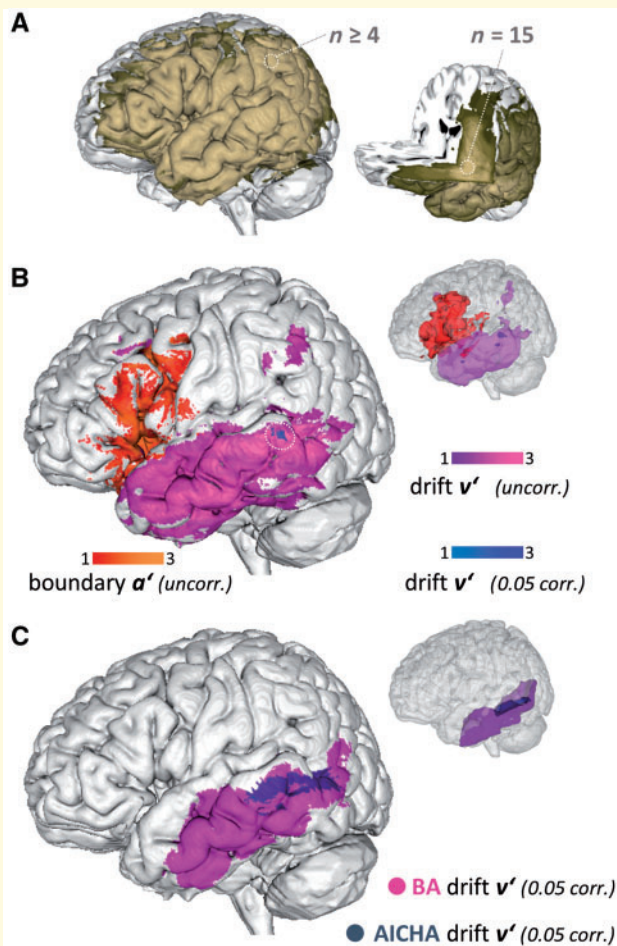 A
n ≥ 4
n = 15
B
1 3
drift v‘ (uncorr.)
1 3
boundary a‘ (uncorr.)
1 3
drift v‘ (0.05 corr.)
C
BA drift v‘ (0.05 corr.)
AICHA drift v‘ (0.05 corr.)